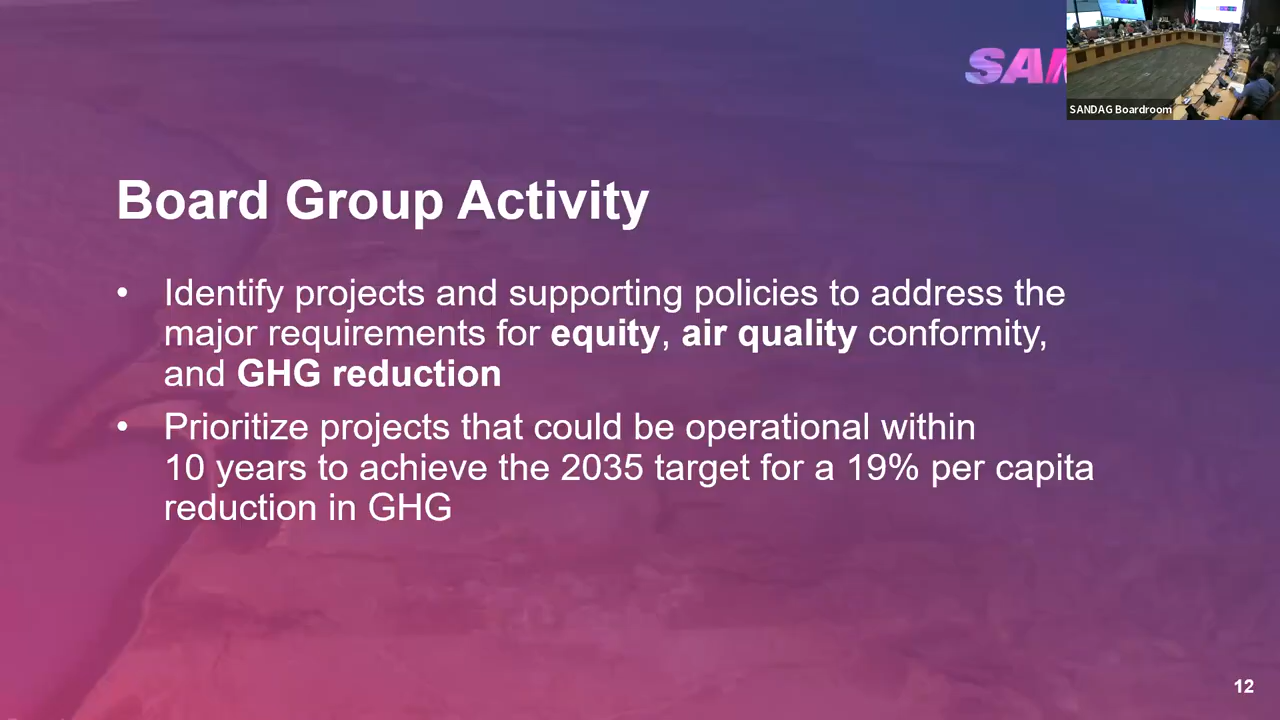 SAN
SANDAG Boardroom
Board Group Activity
• Identify projects and supporting policies to address the
major requirements for equity, air quality conformity,
and GHG reduction
• Prioritize projects that could be operational within
10 years to achieve the 2035 target for a 19% per capita
reduction in GHG
12